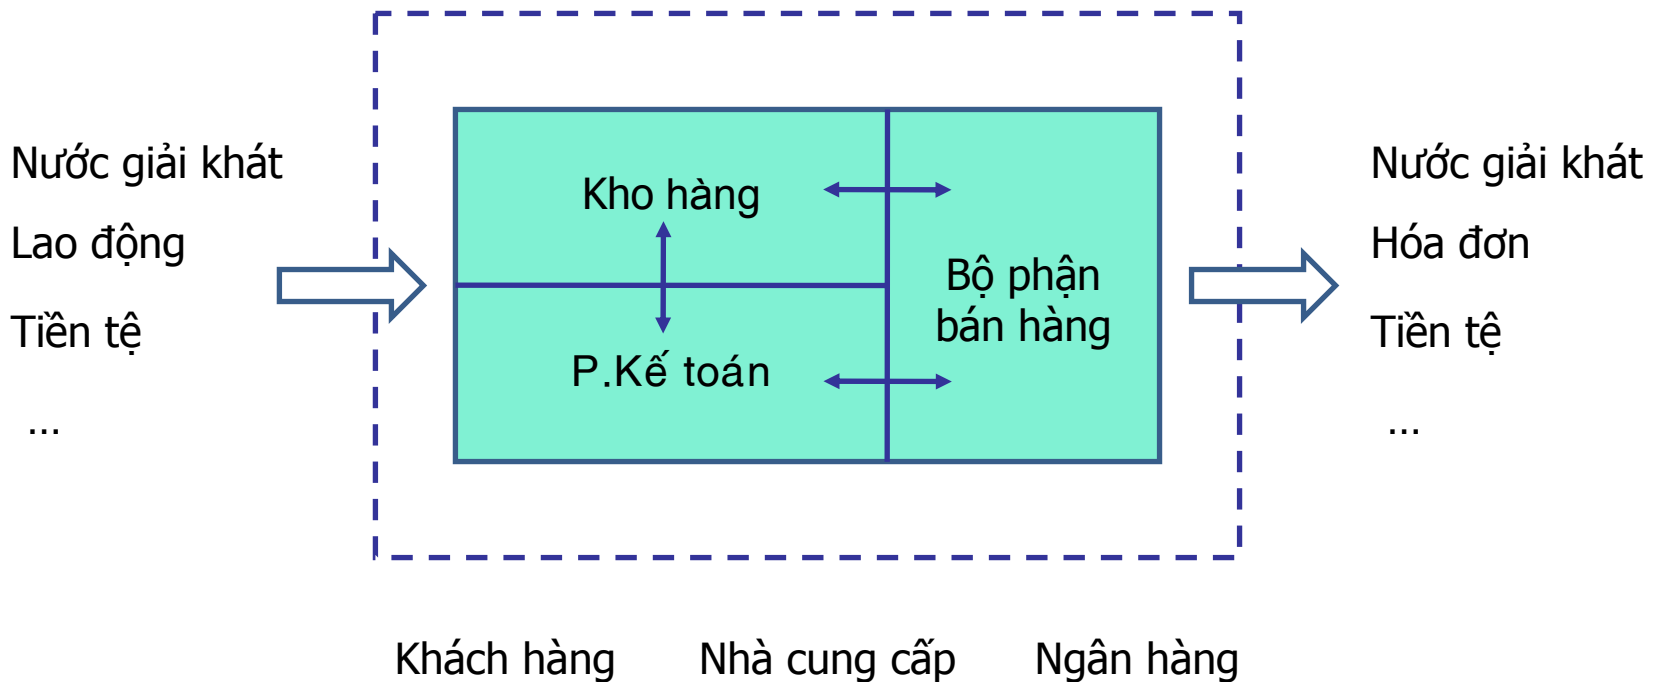 Nước giải khát
Lao động
Tiền tệ
...
Kho hàng
P.Kế toán
Bộ phận
bán hàng
Nước giải khát
Hóa đơn
Tiền tệ
...
Khách hàng
Nhà cung cấp
Ngân hàng